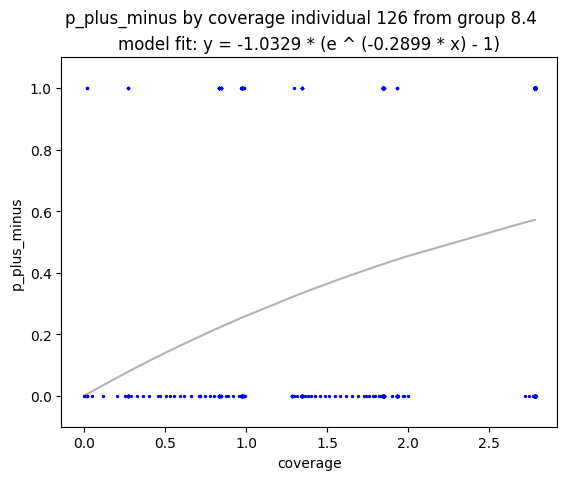 p_plus_minus by coverage individual 126 from group 8.4
model fit: y = -1.0329 * (e ^ (-0.2899 * x) - 1)
1.0
0.8
0.6
0.4
0.2
0.0
p_plus_minus
0.0 0.5 1.0 1.5 2.0 2.5
coverage